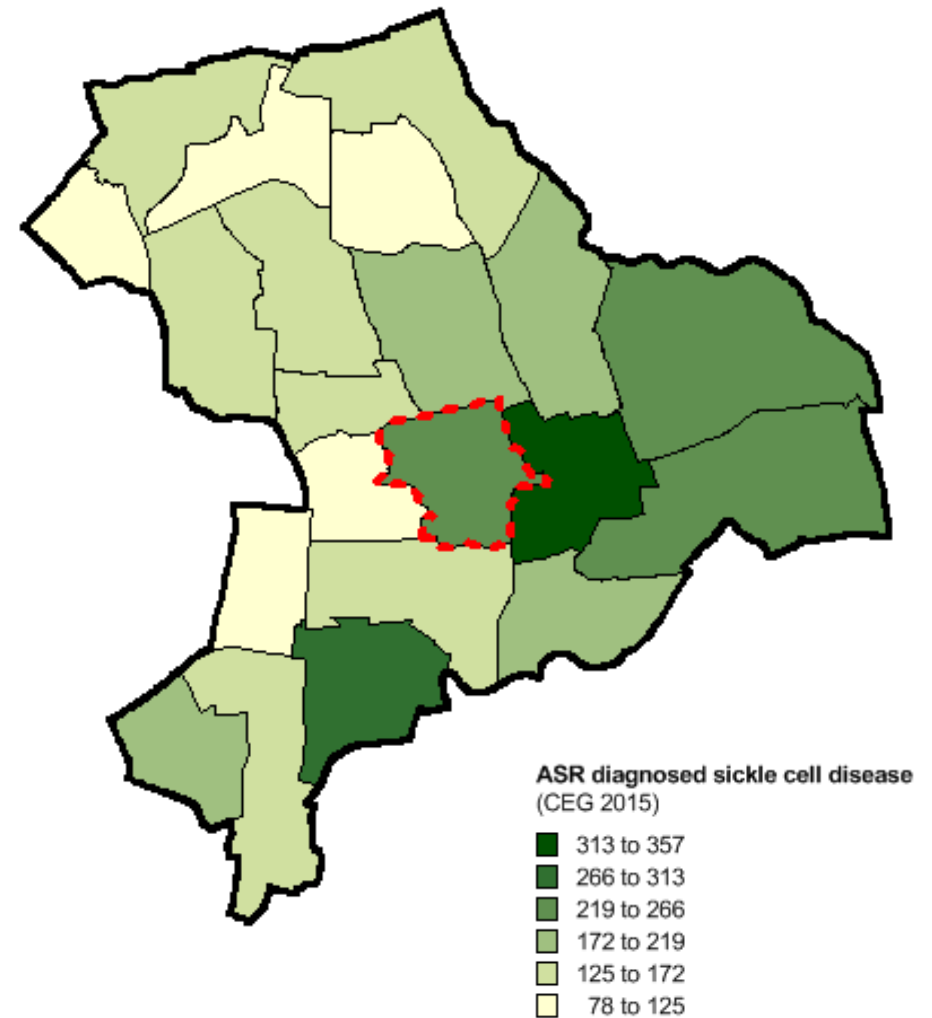 ASR diagnosed sickle cell disease
(CEG 2015)
313 to 357
266 to 313
219 to 266
172 to 219
125 to 172
78 to 125